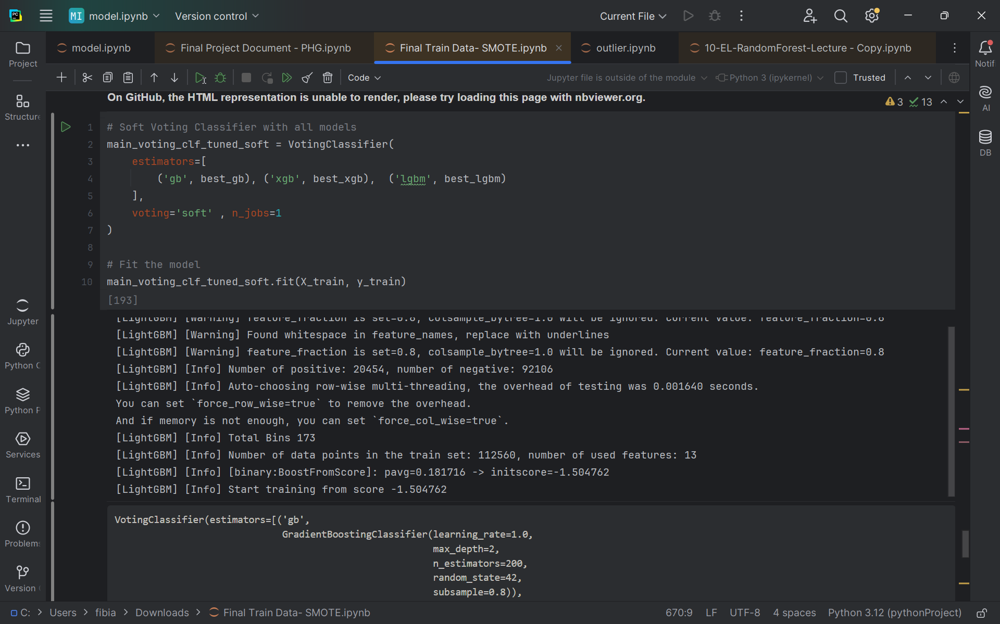 PC
MI model.ipynb
Version control
Current File
model.ipynb
Final Project Document - PHG.ipynb
Final Train Data- SMOTE.ipynb
outlier.ipynb
10-EL-RandomForest-Lecture - Copy.ipynb
Code
Jupyter file is outside of the module
Python 3 (ipykernel)
Trusted
Project
Structure
Jupyter
Python C
Python P
Services
Terminal
Problems
Version
Notif
AI
DB
On GitHub, the HTML representation is unable to render, please try loading this page with nbviewer.org.
3 13
1 # Soft Voting Classifier with all models
2 main_voting_clf_tuned_soft = VotingClassifier(
3 estimators=[
4 ('gb', best_gb), ('xgb', best_xgb),  ('lgbm', best_lgbm)
5 ],
6 voting='soft' , n_jobs=1
7 )
8
9 # Fit the model
10 main_voting_clf_tuned_soft.fit(X_train, y_train)
[193]
[LightGBM] [Warning] feature_fraction is set=0.8, colsample_bytree=1.0 will be ignored. Current value: feature_fraction=0.8
[LightGBM] [Warning] Found whitespace in feature_names, replace with underlines
[LightGBM] [Warning] feature_fraction is set=0.8, colsample_bytree=1.0 will be ignored. Current value: feature_fraction=0.8
[LightGBM] [Info] Number of positive: 20454, number of negative: 92106
[LightGBM] [Info] Auto-choosing row-wise multi-threading, the overhead of testing was 0.001640 seconds.
You can set `force_row_wise=true` to remove the overhead.
And if memory is not enough, you can set `force_col_wise=true`.
[LightGBM] [Info] Total Bins 173
[LightGBM] [Info] Number of data points in the train set: 112560, number of used features: 13
[LightGBM] [Info] [binary:BoostFromScore]: pavg=0.181716 -> initscore=-1.504762
[LightGBM] [Info] Start training from score -1.504762
VotingClassifier(estimators=[('gb',
GradientBoostingClassifier(learning_rate=1.0,
max_depth=2,
n_estimators=200,
random_state=42,
subsample=0.8)),
C: > Users > fibia > Downloads > Final Train Data- SMOTE.ipynb
670:9 LF UTF-8 4 spaces Python 3.12 (pythonProject)